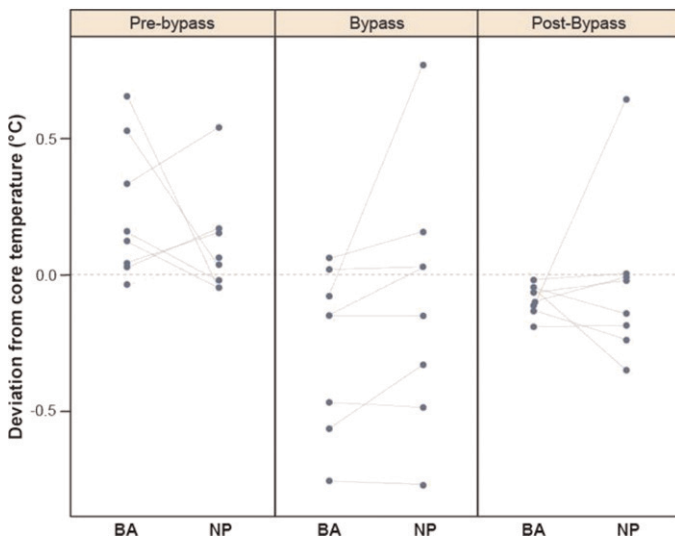 Pre-bypass Bypass Post-Bypass
Deviation from core temperature (°C)
0.5
0.0
-0.5
BA NP BA NP BA NP